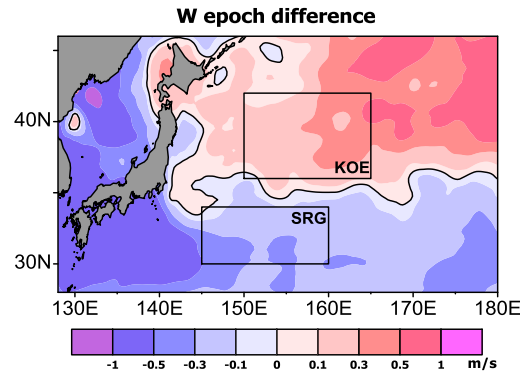 W epoch difference
40N
KOE
SRG
30N
130E 140E 150E 160E 170E 180E
-1 -0.5 -0.3 -0.1 0 0.1 0.3 0.5 1 m/s